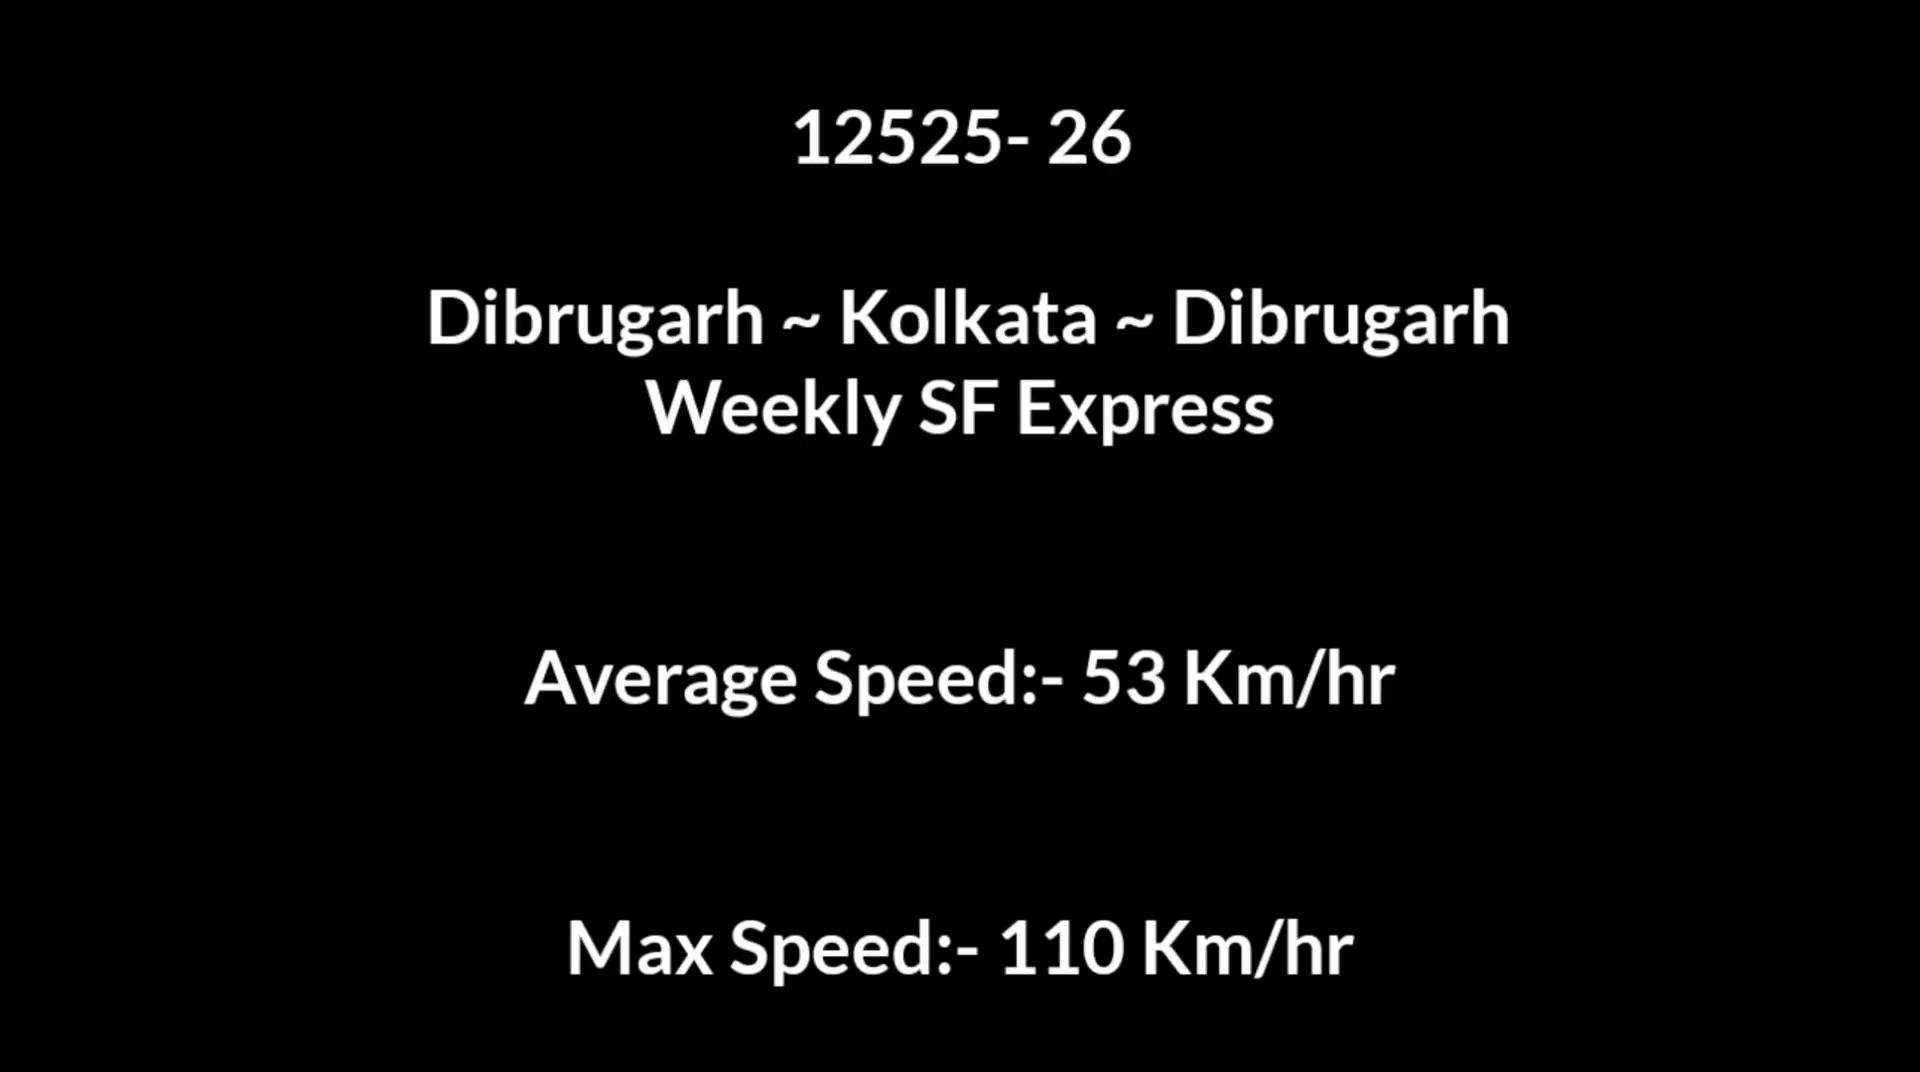 12525- 26
Dibrugarh ~ Kolkata ~ Dibrugarh
Weekly SF Express
Average Speed:- 53 Km/hr
Max Speed:- 110 Km/hr